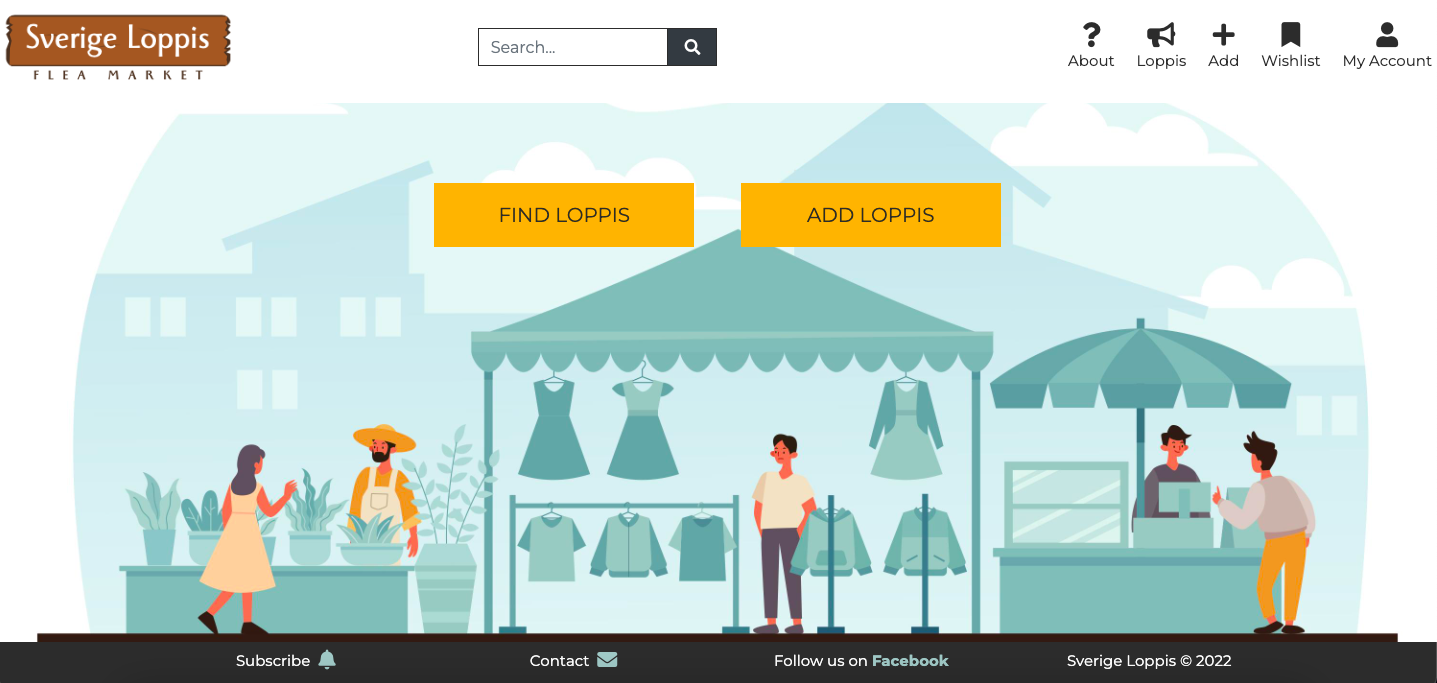 Sverige Loppis
FLEA MARKET
Search...
About
Loppis
Add
Wishlist
My Account
FIND LOPPIS
ADD LOPPIS
Subscribe
Contact
Follow us on Facebook
Sverige Loppis © 2022